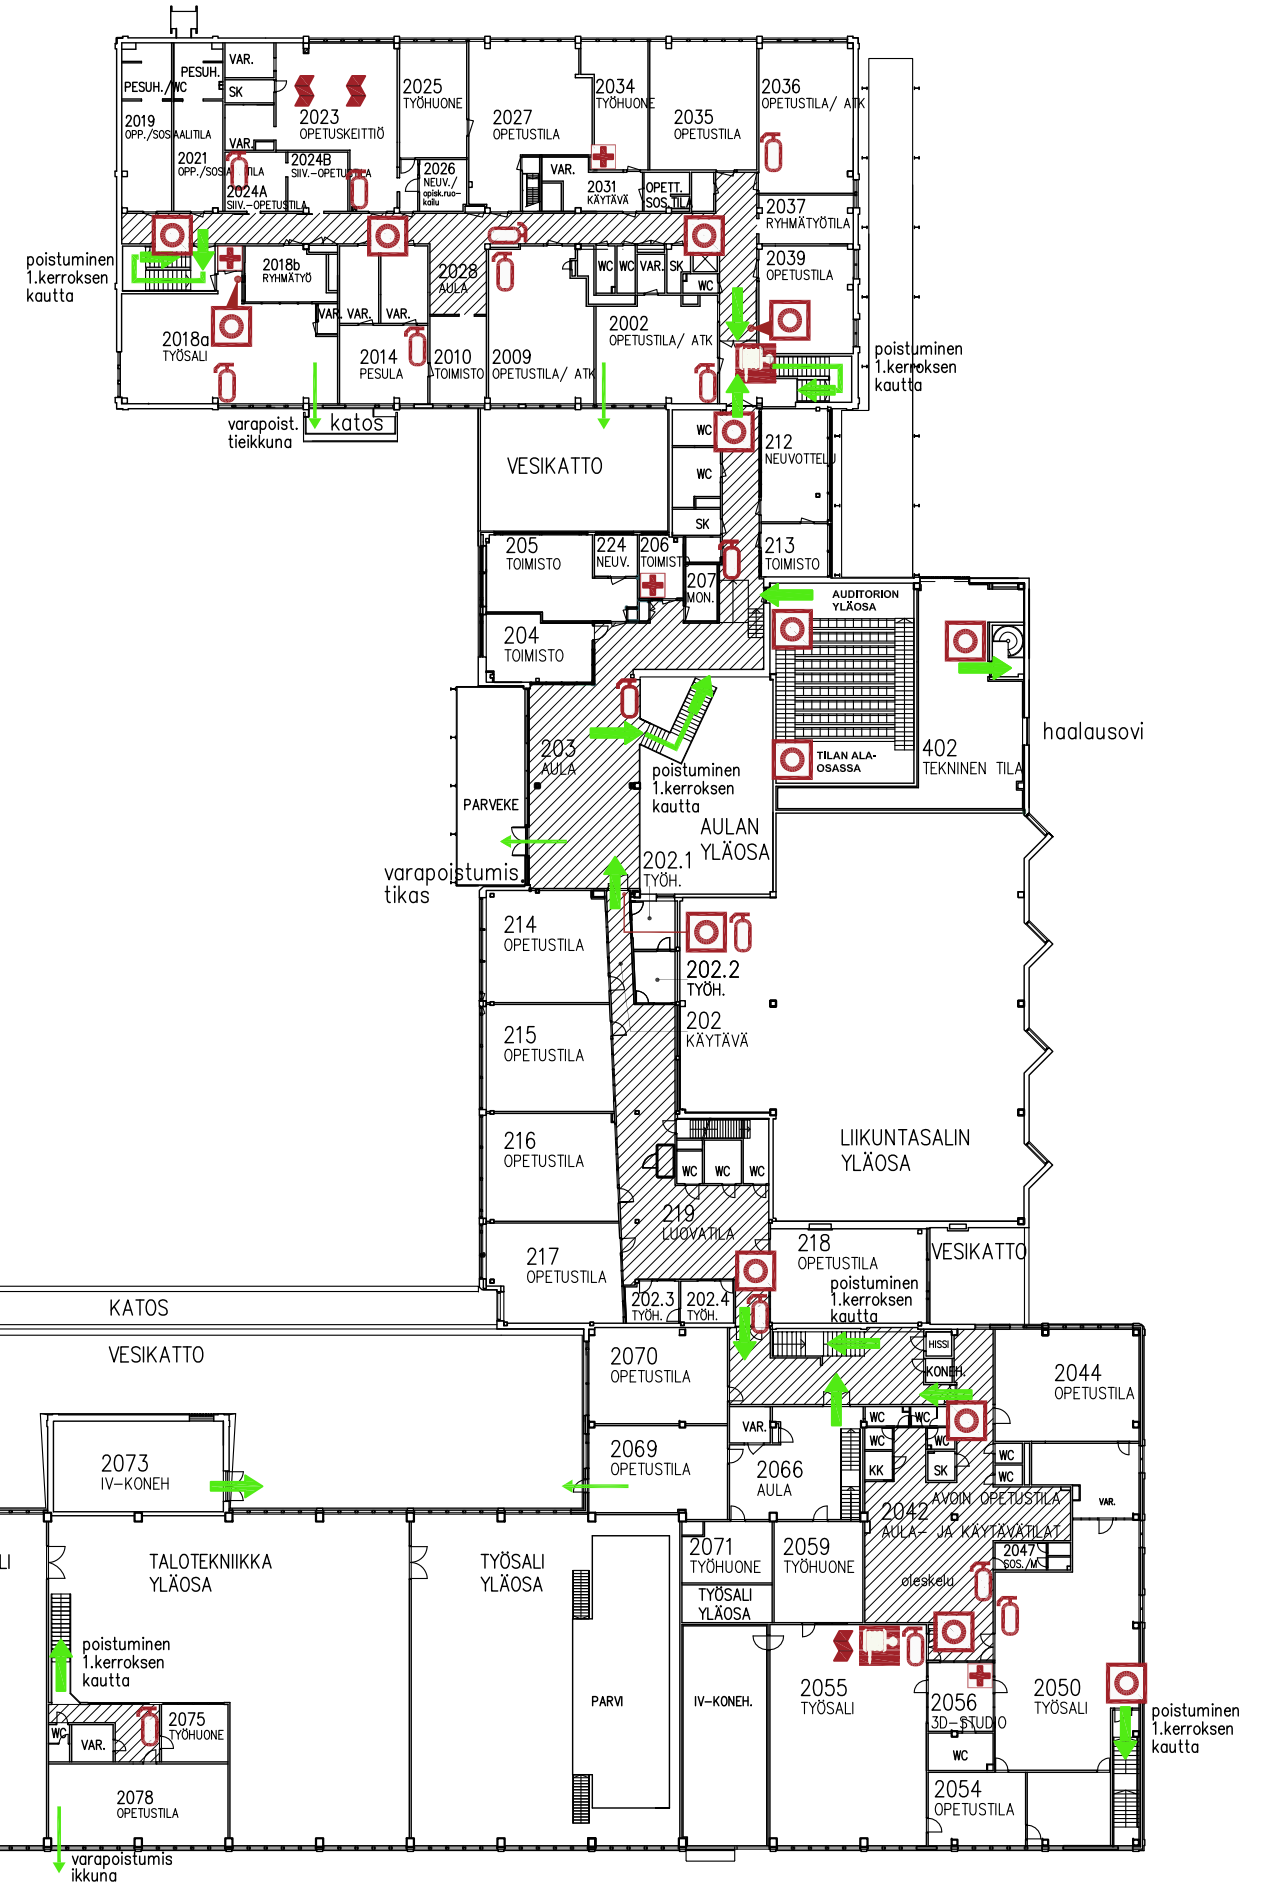 PESUH./WC
PESUH.
VAR.
SK
VAR.
2019
OPP./SOSIAALITILA
2021
OPP./SOSIAALITILA
2023
OPETUSKEITTIÖ
2024A
SIIV.-OPETUSTILA
2024B
SIIV.-OPETUSTILA
2025
TYÖHUONE
2026
NEUV./
opisk.ruo-
kailu
2027
OPETUSTILA
VAR.
2031
KÄYTÄVÄ
2034
TYÖHUONE
OPETT.
SOS.TILA
2035
OPETUSTILA
2036
OPETUSTILA/ ATK
2037
RYHMÄTYÖTILA
2039
OPETUSTILA
poistuminen
1.kerroksen
kautta
2018b
RYHMÄTYÖ
2018a
TYÖSALI
VAR.
VAR.
VAR.
2028
AULA
2014
PESULA
2010
TOIMISTO
2009
OPETUSTILA/ ATK
WC
WC
VAR.
SK
WC
2002
OPETUSTILA/ ATK
poistuminen
1.kerroksen
kautta
varapoist.
tieikkuna
katos
VESIKATTO
WC
WC
SK
212
NEUVOTTELU
213
TOIMISTO
205
TOIMISTO
224
NEUV.
206
TOIMISTO
207
MON.
204
TOIMISTO
AUDITORION
YLÄOSA
TILAN ALA-
OSASSA
402
TEKNINEN TILA
haalausovi
203
AULA
PARVEKE
poistuminen
1.kerroksen
kautta
AULAN
YLÄOSA
varapoistumis
tikas
202.1
TYÖH.
214
OPETUSTILA
202.2
TYÖH.
202
KÄYTÄVÄ
215
OPETUSTILA
216
OPETUSTILA
WC
WC
WC
LIIKUNTASALIN
YLÄOSA
219
LUOVATILA
217
OPETUSTILA
202.3
TYÖH.
202.4
TYÖH.
218
OPETUSTILA
poistuminen
1.kerroksen
kautta
VESIKATTO
KATOS
VESIKATTO
2070
OPETUSTILA
HISSI
KONEH.
2044
OPETUSTILA
2069
OPETUSTILA
VAR.
2066
AULA
WC
WC
WC
WC
KK
SK
WC
WC
VAR.
2073
IV-KONEH
AVOIN OPETUSTILA
2042
AULA- JA KÄYTÄVÄTILAT
2047
SOS./M
oleskelu
LI
TALOTEKNIIKKA
YLÄOSA
TYÖSALI
YLÄOSA
2071
TYÖHUONE
2059
TYÖHUONE
TYÖSALI
YLÄOSA
poistuminen
1.kerroksen
kautta
WC
VAR.
2075
TYÖHUONE
PARVI
IV-KONEH.
2055
TYÖSALI
2056
3D-STUDIO
WC
2050
TYÖSALI
poistuminen
1.kerroksen
kautta
2078
OPETUSTILA
2054
OPETUSTILA
varapoistumis
ikkuna